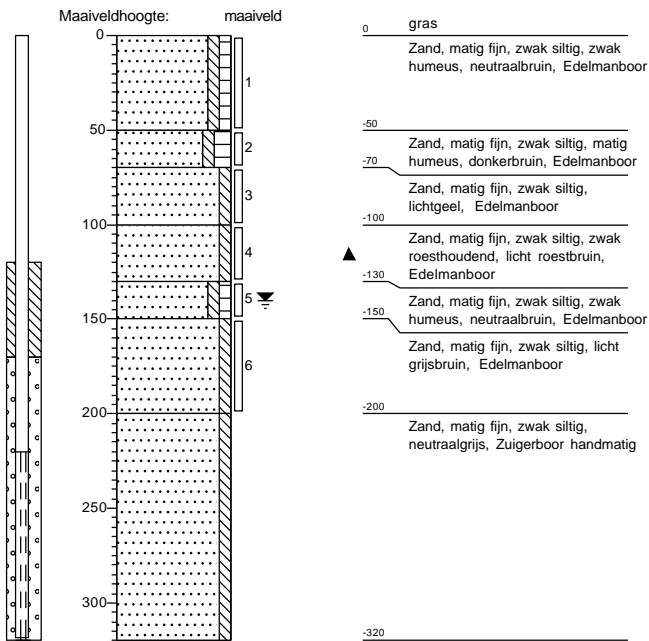 Maaiveldhoogte: maaiveld
0
50
100
150
200
250
300
1
2
3
4
5
6
0 gras
Zand, matig fijn, zwak siltig, zwak
humeus, neutraalbruin, Edelmanboor
-50
Zand, matig fijn, zwak siltig, matig
humeus, donkerbruin, Edelmanboor
-70
Zand, matig fijn, zwak siltig,
lichtgeel, Edelmanboor
-100
Zand, matig fijn, zwak siltig, zwak
roesthoudend, licht roestbruin,
Edelmanboor
-130
Zand, matig fijn, zwak siltig, zwak
humeus, neutraalbruin, Edelmanboor
-150
Zand, matig fijn, zwak siltig, licht
grijsbruin, Edelmanboor
-200
Zand, matig fijn, zwak siltig,
neutraalgrijs, Zuigerboor handmatig
-320